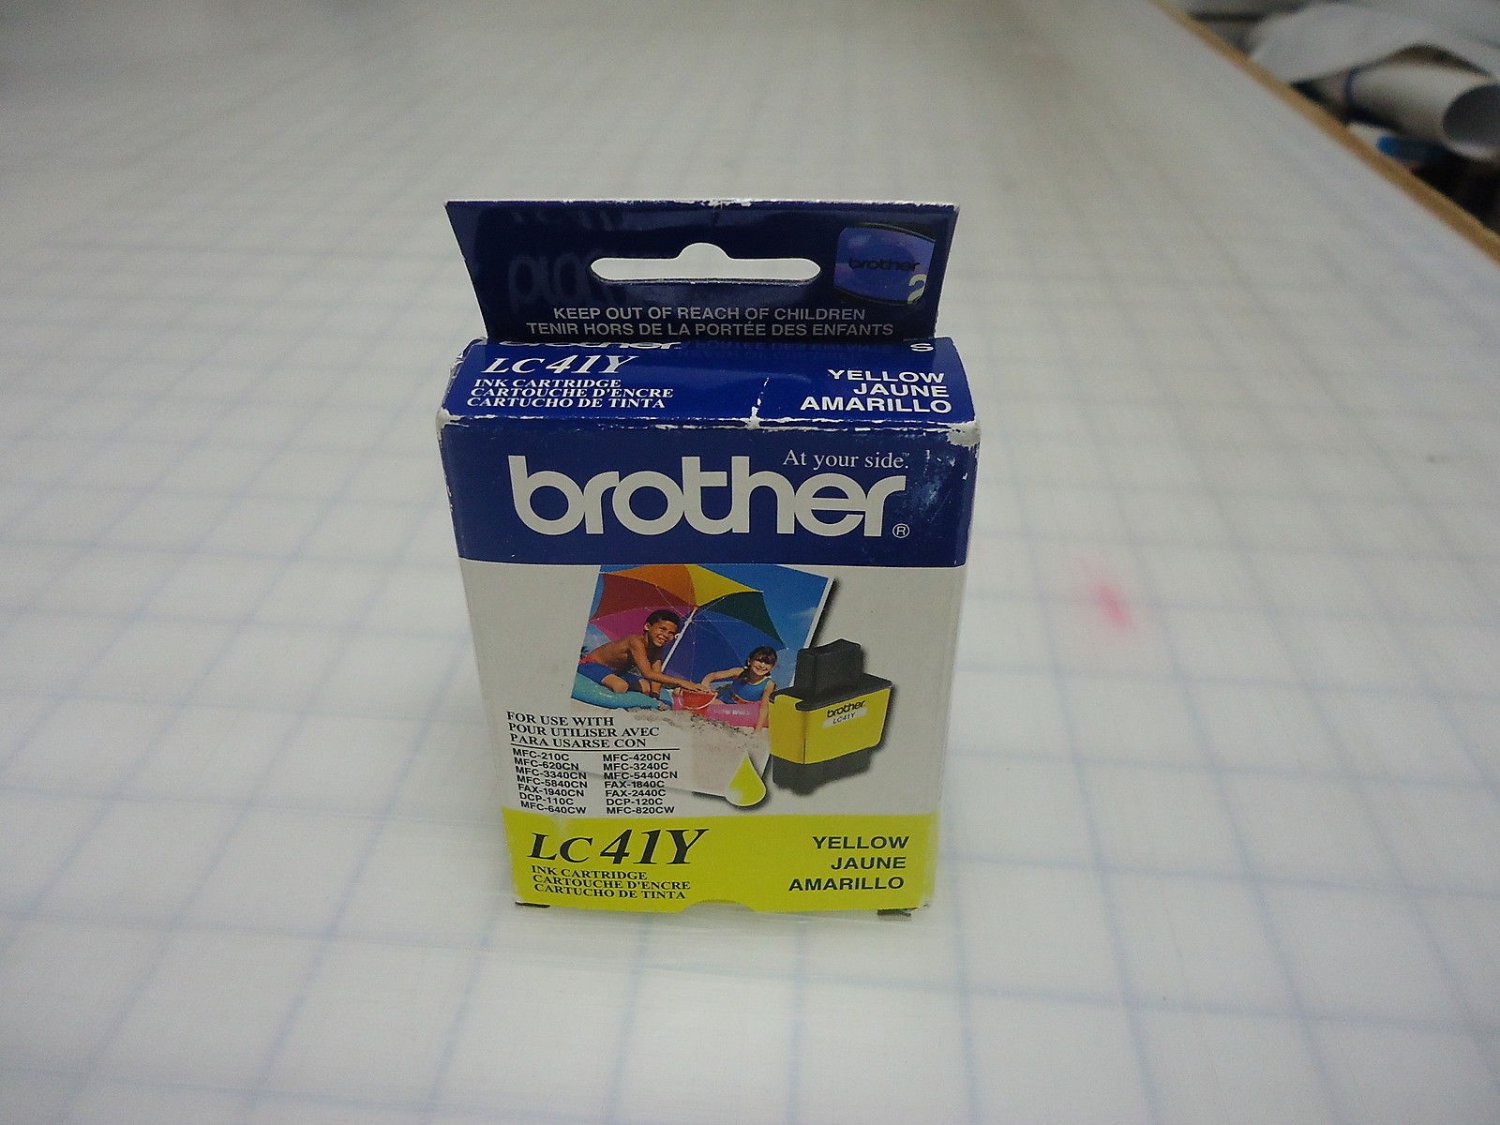 brother
KEEP OUT OF REACH OF CHILDREN
TENIR HORS DE LA PORTÉE DES ENFANTS
LC41Y
INK CARTRIDGE
CARTOUCHE D'ENCRE
CARTUCHO DE TINTA
YELLOW
JAUNE
AMARILLO
At your side.
brother®
brother
LC41Y
FOR USE WITH
POUR UTILISER AVEC
PARA USARSE CON
MFC-210C MFC-420CN
MFC-620CN MFC-3240C
MFC-3340CN MFC-5440CN
MFC-5840CN FAX-1840C
FAX-1940CN FAX-2440C
DCP-110C DCP-120C
MFC-640CW MFC-820CW
LC41Y
INK CARTRIDGE
CARTOUCHE D'ENCRE
CARTUCHO DE TINTA
YELLOW
JAUNE
AMARILLO